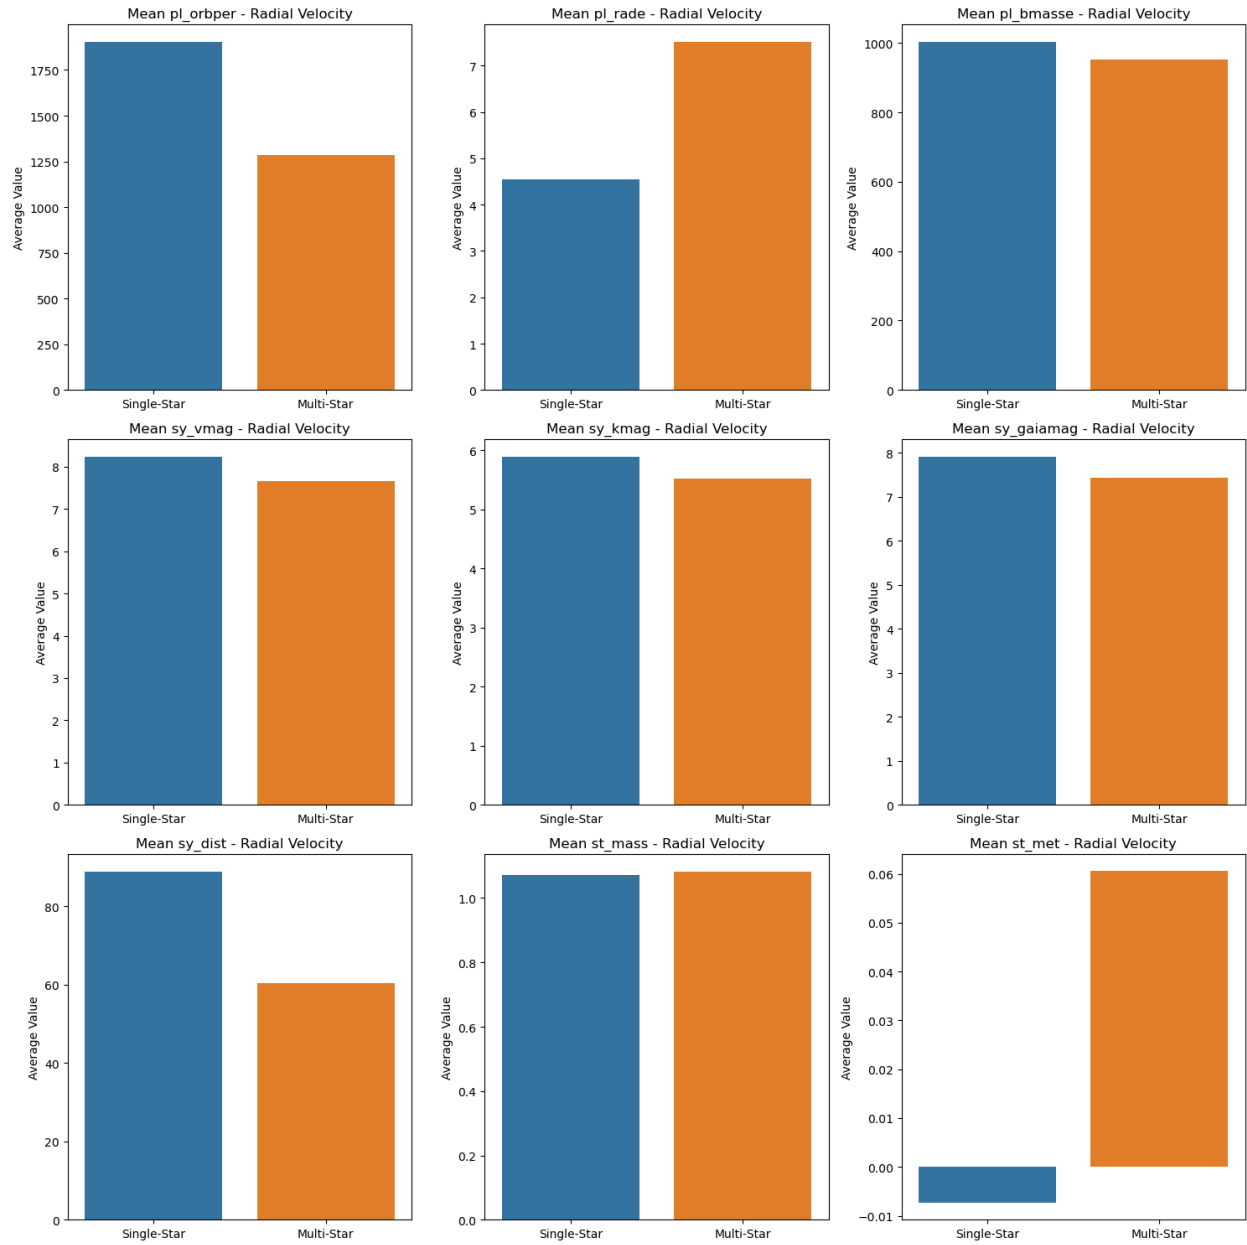 Mean pl_orbper - Radial Velocity
Average Value
1750
1500
1250
1000
750
500
250
0
Single-Star Multi-Star
Mean pl_rade - Radial Velocity
Average Value
7
6
5
4
3
2
1
0
Single-Star Multi-Star
Mean pl_bmasse - Radial Velocity
Average Value
1000
800
600
400
200
0
Single-Star Multi-Star
Mean sy_vmag - Radial Velocity
Average Value
8
7
6
5
4
3
2
1
0
Single-Star Multi-Star
Mean sy_kmag - Radial Velocity
Average Value
6
5
4
3
2
1
0
Single-Star Multi-Star
Mean sy_gaiamag - Radial Velocity
Average Value
8
7
6
5
4
3
2
1
0
Single-Star Multi-Star
Mean sy_dist - Radial Velocity
Average Value
80
60
40
20
0
Single-Star Multi-Star
Mean st_mass - Radial Velocity
Average Value
1.0
0.8
0.6
0.4
0.2
0.0
Single-Star Multi-Star
Mean st_met - Radial Velocity
Average Value
0.06
0.05
0.04
0.03
0.02
0.01
0.00
−0.01
Single-Star Multi-Star